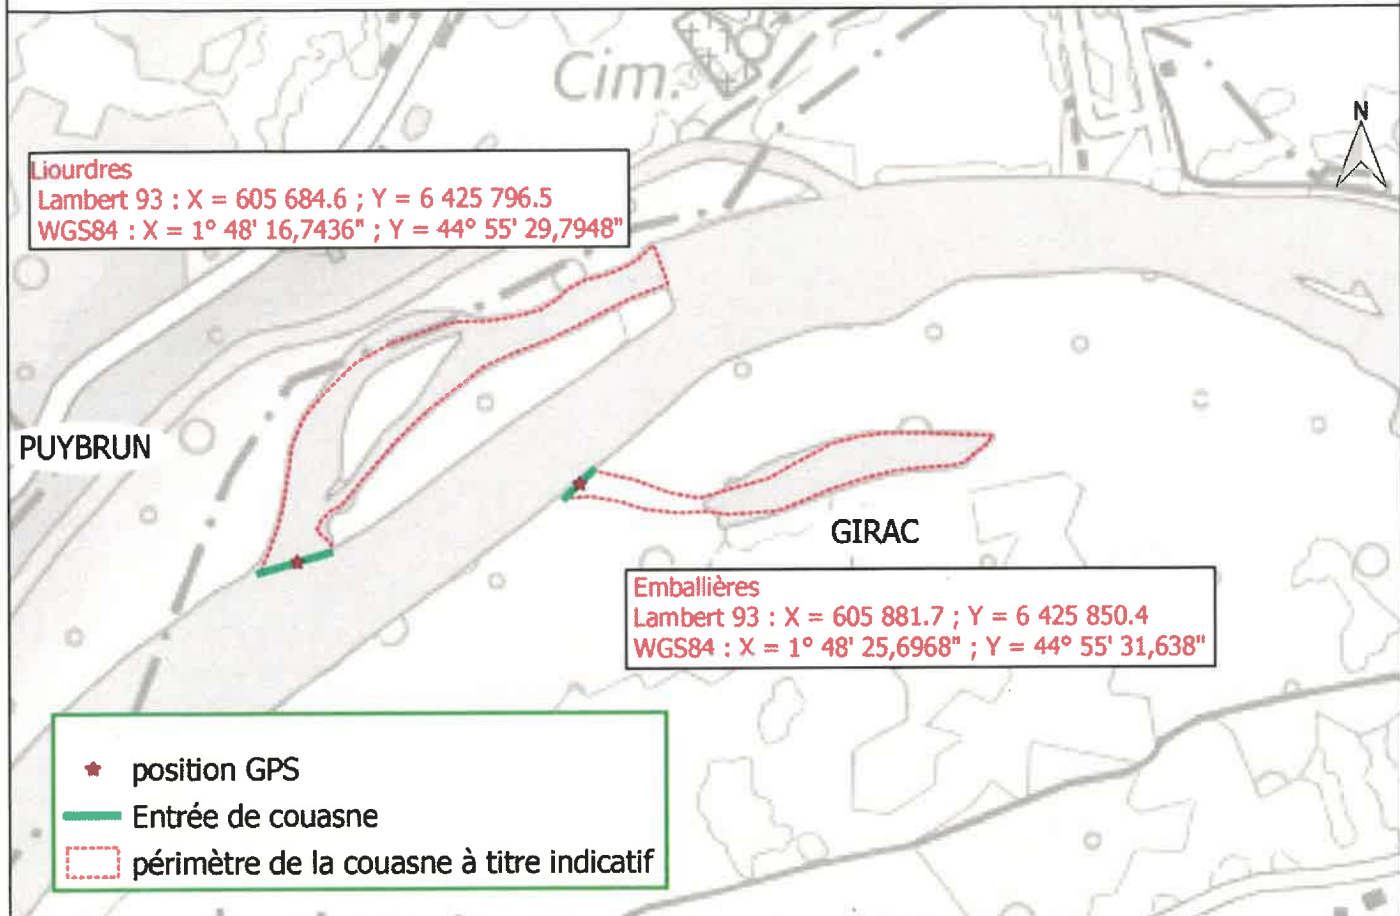 Cim.
N
Liourdres
Lambert 93 : X = 605 684.6 ; Y = 6 425 796.5
WGS84 : X = 1° 48' 16,7436" ; Y = 44° 55' 29,7948"
PUYBRUN
GIRAC
Emballières
Lambert 93 : X = 605 881.7 ; Y = 6 425 850.4
WGS84 : X = 1° 48' 25,6968" ; Y = 44° 55' 31,638"
position GPS
Entrée de couasne
périmètre de la couasne à titre indicatif